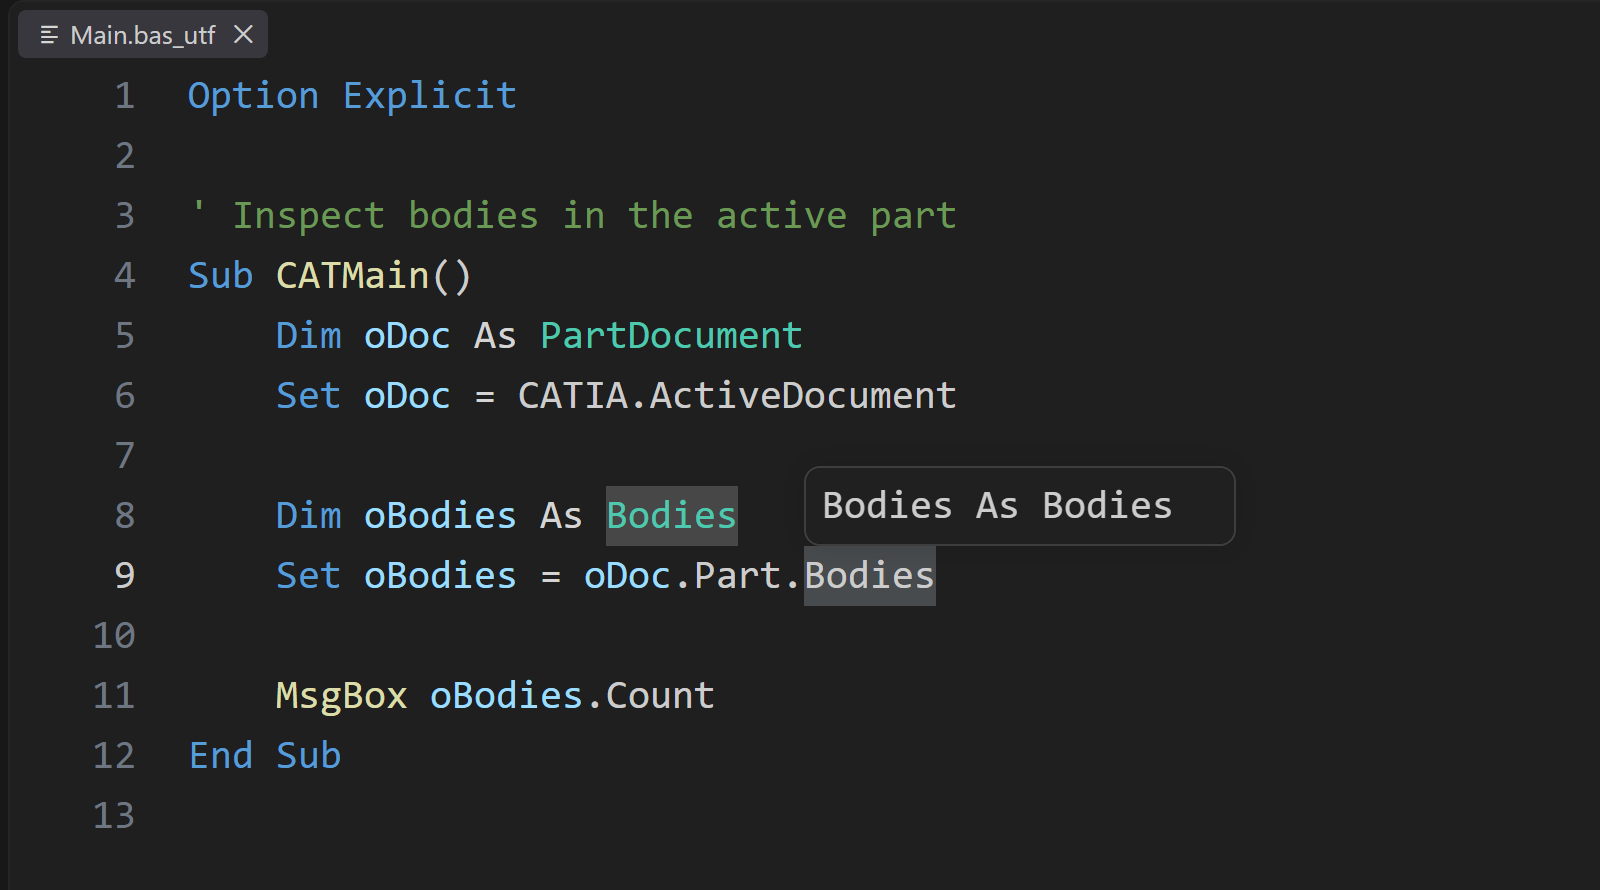 Main.bas_utf
1 Option Explicit
2
3 ' Inspect bodies in the active part
4 Sub CATMain()
5     Dim oDoc As PartDocument
6     Set oDoc = CATIA.ActiveDocument
7
Bodies As Bodies
8     Dim oBodies As Bodies
9     Set oBodies = oDoc.Part.Bodies
10
11     MsgBox oBodies.Count
12 End Sub
13